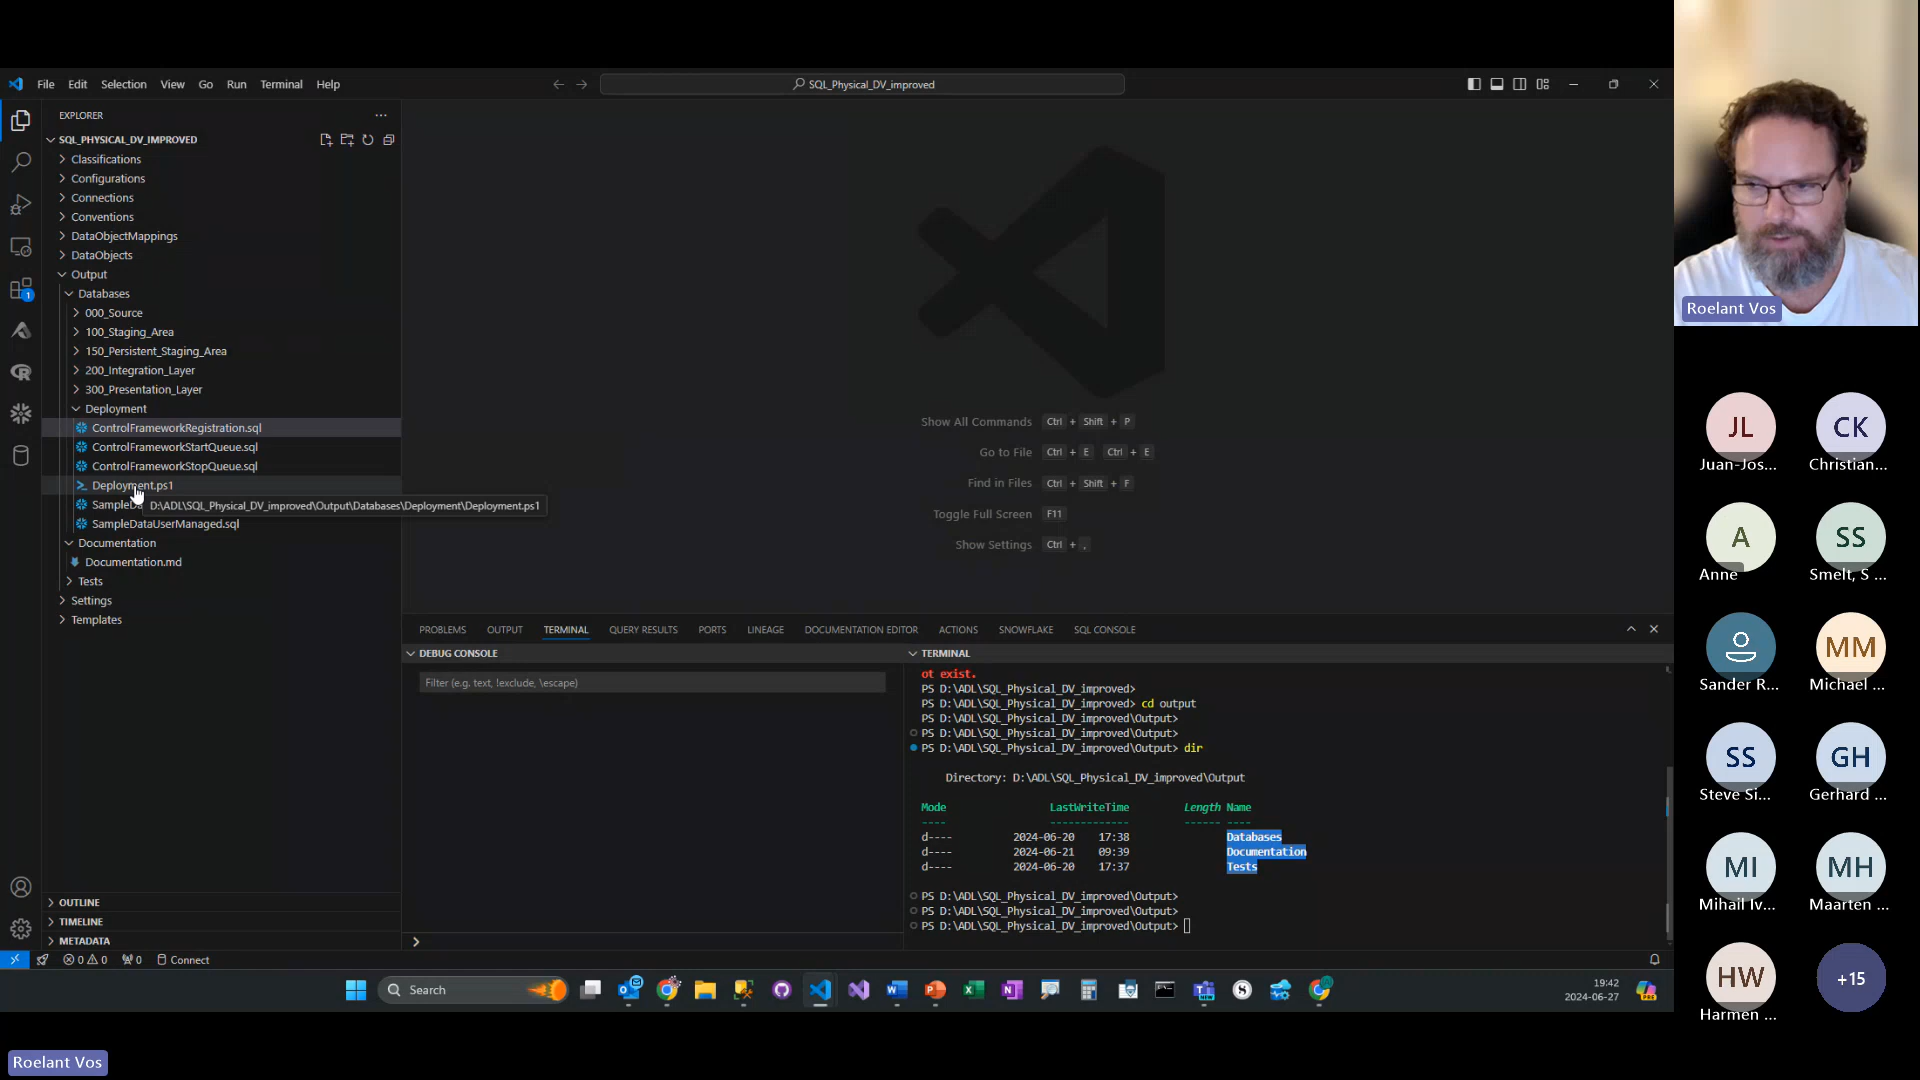 File Edit Selection View Go Run Terminal Help
SQL_Physical_DV_improved
EXPLORER
SQL_PHYSICAL_DV_IMPROVED
Classifications
Configurations
Connections
Conventions
DataObjectMappings
DataObjects
Output
Databases
000_Source
100_Staging_Area
150_Persistent_Staging_Area
200_Integration_Layer
300_Presentation_Layer
Deployment
ControlFrameworkRegistration.sql
ControlFrameworkStartQueue.sql
ControlFrameworkStopQueue.sql
Deployment.ps1
D:\ADL\SQL_Physical_DV_improved\Output\Databases\Deployment\Deployment.ps1
SampleDataUserManaged.sql
Documentation
Documentation.md
Tests
Settings
Templates
OUTLINE
TIMELINE
METADATA
Show All Commands Ctrl + Shift + P
Go to File Ctrl + E Ctrl + E
Find in Files Ctrl + Shift + F
Toggle Full Screen F11
Show Settings Ctrl + ,
PROBLEMS OUTPUT TERMINAL QUERY RESULTS PORTS LINEAGE DOCUMENTATION EDITOR ACTIONS SNOWFLAKE SQL CONSOLE
DEBUG CONSOLE
Filter (e.g. text, !exclude, \escape)
TERMINAL
ot exist.
PS D:\ADL\SQL_Physical_DV_improved>
PS D:\ADL\SQL_Physical_DV_improved> cd output
PS D:\ADL\SQL_Physical_DV_improved\Output>
PS D:\ADL\SQL_Physical_DV_improved\Output>
PS D:\ADL\SQL_Physical_DV_improved\Output> dir
Directory: D:\ADL\SQL_Physical_DV_improved\Output
Mode LastWriteTime Length Name
---- ------------- ------ ----
d---- 2024-06-20 17:38 Databases
d---- 2024-06-21 09:39 Documentation
d---- 2024-06-20 17:37 Tests
PS D:\ADL\SQL_Physical_DV_improved\Output>
PS D:\ADL\SQL_Physical_DV_improved\Output>
PS D:\ADL\SQL_Physical_DV_improved\Output>
0 0 0 Connect
Search
19:42
2024-06-27
Roelant Vos
JL CK
Juan-Jos... Christian...
A SS
Anne Smelt, S ...
MM
Sander R... Michael ...
SS GH
Steve Si... Gerhard ...
MI MH
Mihail Iv... Maarten ...
HW +15
Harmen ...
Roelant Vos